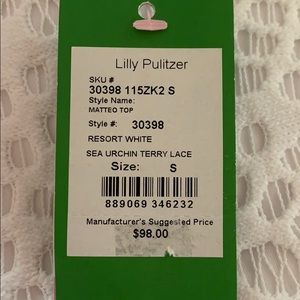 Lilly Pulitzer
SKU #
30398 115ZK2 S
Style Name:
MATTEO TOP
Style #: 30398
RESORT WHITE
SEA URCHIN TERRY LACE
Size: S
889069 346232
Manufacturer's Suggested Price
$98.00